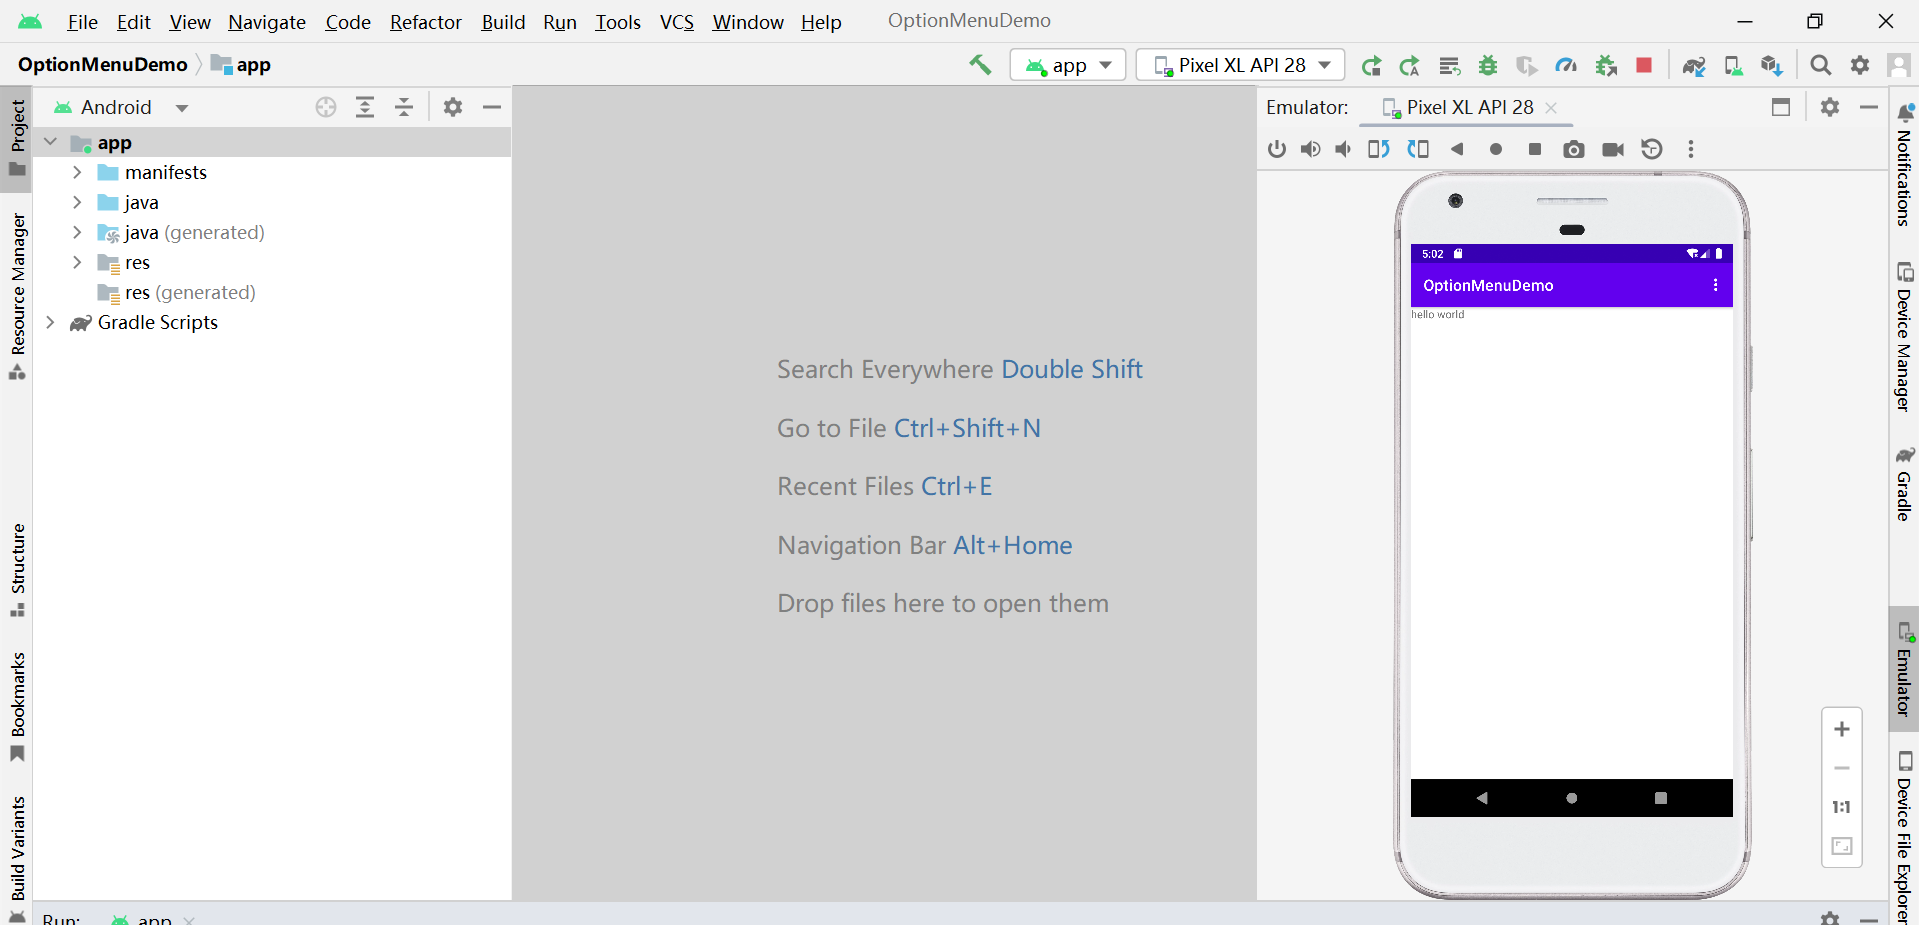 File Edit View Navigate Code Refactor Build Run Tools VCS Window Help OptionMenuDemo
OptionMenuDemo app
app Pixel XL API 28
Project
Resource Manager
Structure
Bookmarks
Build Variants
Android
app
manifests
java
java (generated)
res
res (generated)
Gradle Scripts
Search Everywhere Double Shift
Go to File Ctrl+Shift+N
Recent Files Ctrl+E
Navigation Bar Alt+Home
Drop files here to open them
Emulator: Pixel XL API 28
5:02
OptionMenuDemo
hello world
1:1
Notifications
Device Manager
Gradle
Emulator
Device File Explorer
Run: app